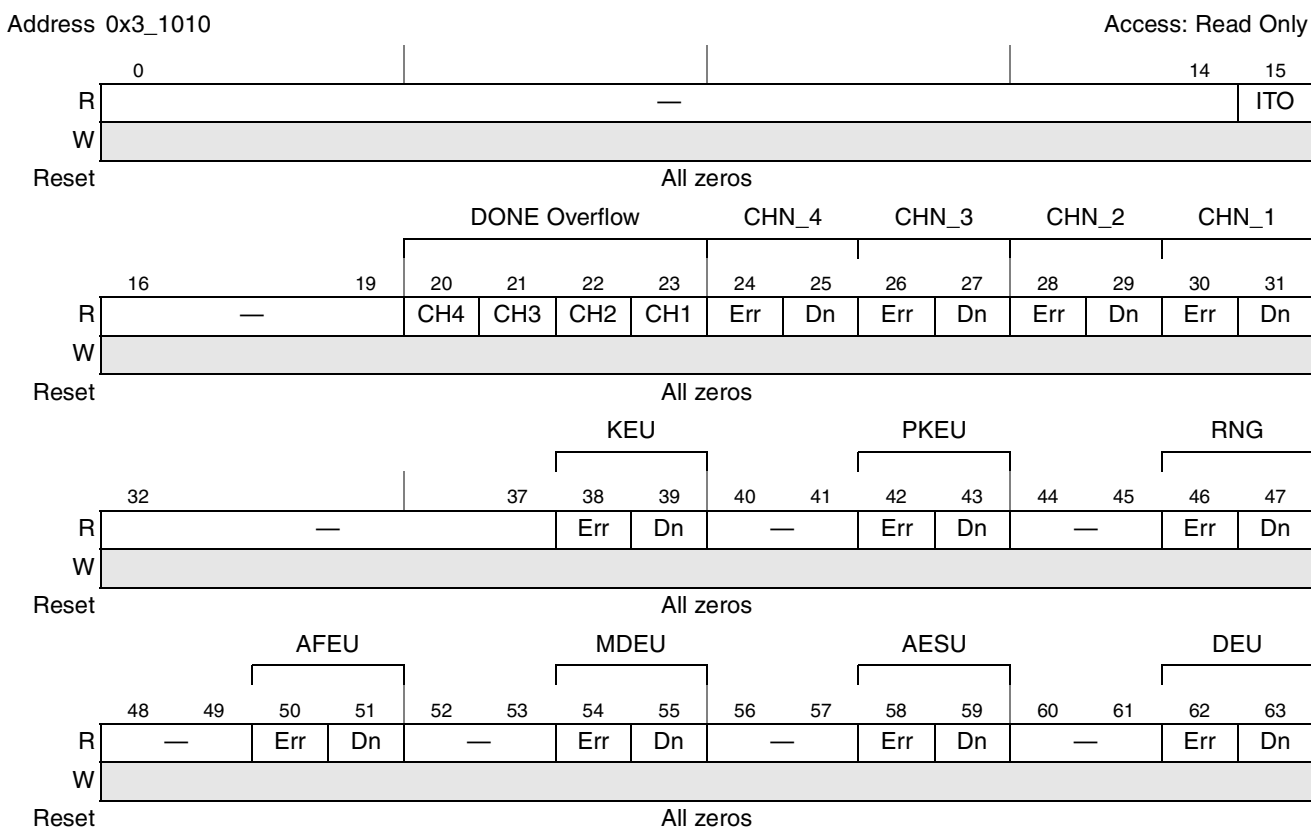 Address 0x3_1010 Access: Read Only
0 14 15
R — ITO
W
Reset All zeros
DONE Overflow CHN_4 CHN_3 CHN_2 CHN_1
16 19 20 21 22 23 24 25 26 27 28 29 30 31
R — CH4 CH3 CH2 CH1 Err Dn Err Dn Err Dn Err Dn
W
Reset All zeros
KEU PKEU RNG
32 37 38 39 40 41 42 43 44 45 46 47
R — Err Dn — Err Dn — Err Dn
W
Reset All zeros
AFEU MDEU AESU DEU
48 49 50 51 52 53 54 55 56 57 58 59 60 61 62 63
R — Err Dn — Err Dn — Err Dn — Err Dn
W
Reset All zeros